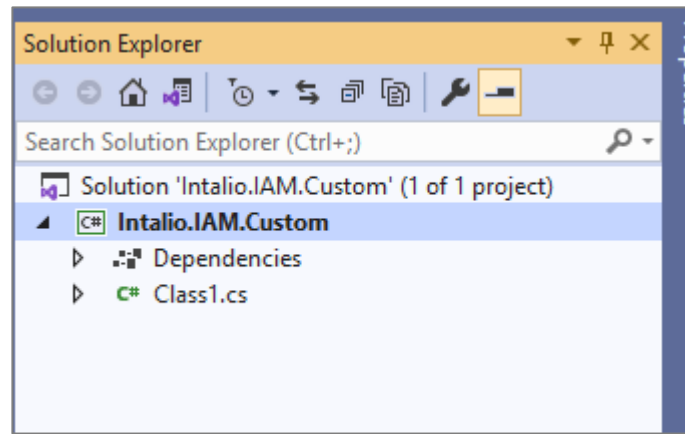 Solution Explorer
Search Solution Explorer (Ctrl+;)
Solution 'Intalio.IAM.Custom' (1 of 1 project)
C# Intalio.IAM.Custom
Dependencies
C# Class1.cs